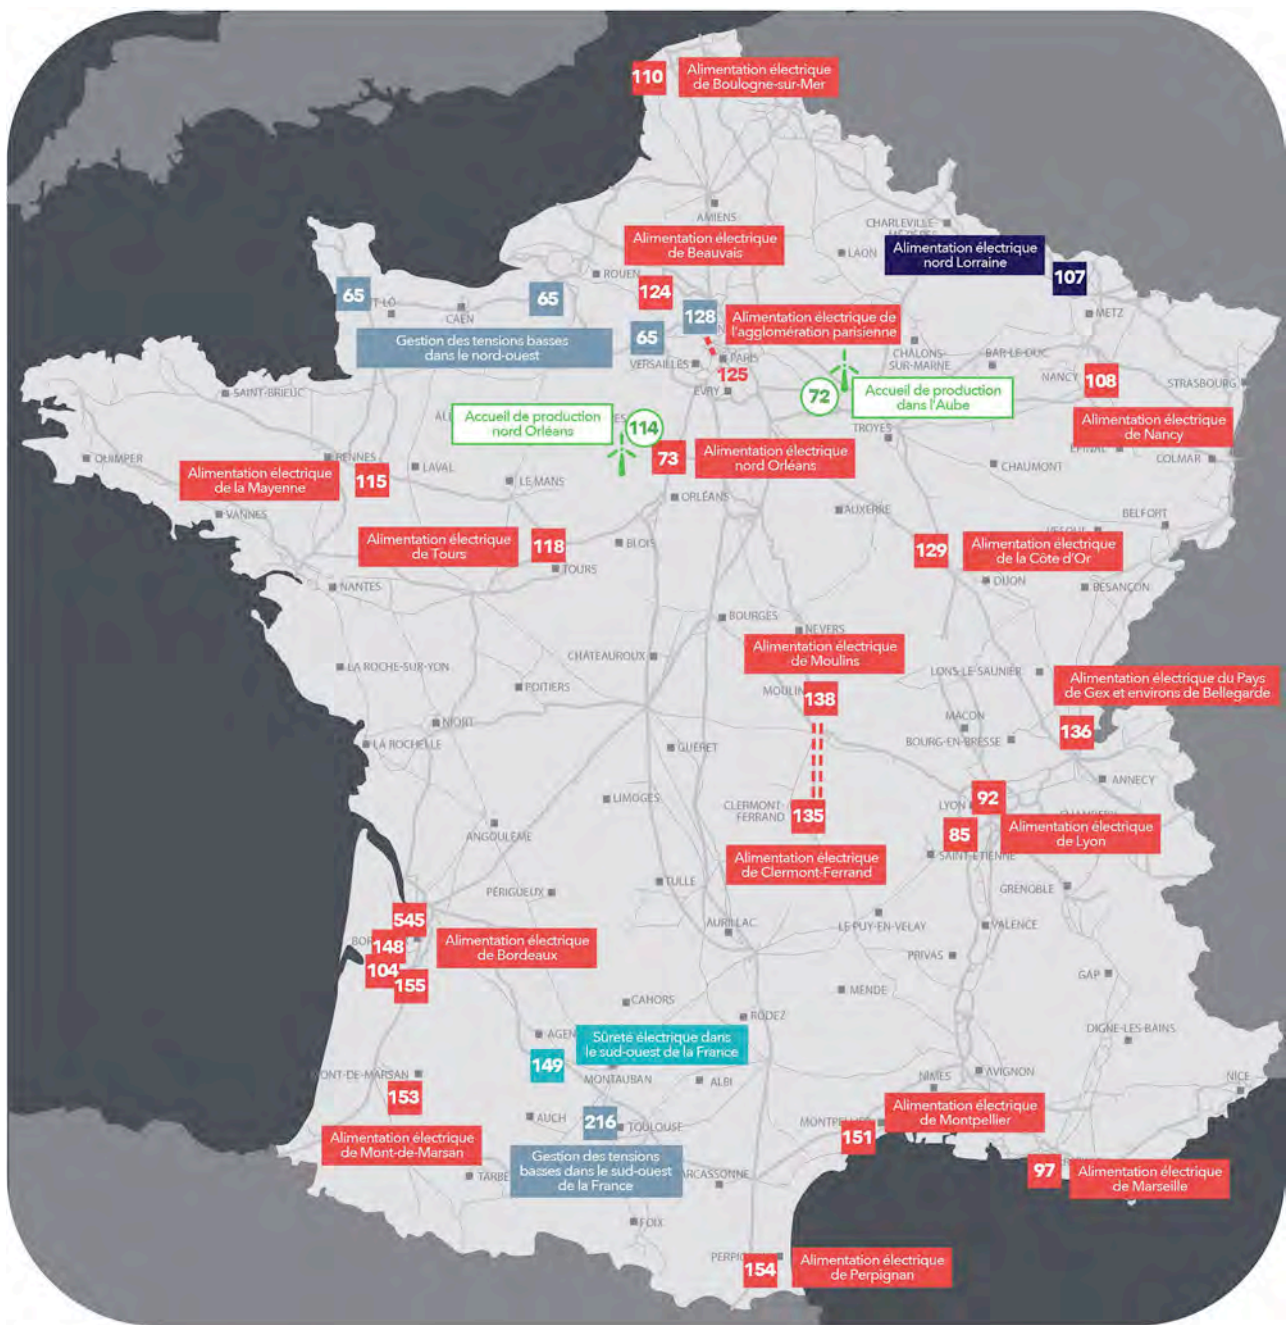 110
Alimentation électrique
de Boulogne-sur-Mer
AMIENS
CHARLEVILLE-
LAON
Alimentation électrique
de Beauvais
Alimentation électrique
nord Lorraine
107
ROUEN
124
65
65
CAEN
METZ
128
Alimentation électrique de
l'agglomération parisienne
Gestion des tensions basses
dans le nord-ouest
65
VERSAILLES
PARIS
125
EVRY
CHALONS-
SUR-MARNE
BAR-LE-DUC
NANCY
108
STRASBOURG
72
Accueil de production
dans l'Aube
SAINT-BRIEUC
Accueil de production
nord Orléans
114
TROYES
Alimentation électrique
de Nancy
QUIMPER
RENNES
LAVAL
73
Alimentation électrique
nord Orléans
CHAUMONT
COLMAR
Alimentation électrique
de la Mayenne
115
LE MANS
ORLÉANS
AUXERRE
VANNES
BELFORT
Alimentation électrique
de Tours
118
BLOIS
TOURS
129
Alimentation électrique
de la Côte d'Or
DIJON
BESANÇON
NANTES
BOURGES
NEVERS
Alimentation électrique
de Moulins
LA ROCHE-SUR-YON
CHÂTEAUROUX
POITIERS
LONS-LE-SAUNIER
Alimentation électrique du Pays
de Gex et environs de Bellegarde
MOULIN
138
136
NIORT
MACON
BOURG-EN-BRESSE
LA ROCHELLE
GUÉRET
ANNECY
LIMOGES
CLERMONT-
FERRAND
135
LYON
92
85
Alimentation électrique
de Lyon
ANGOULÊME
Alimentation électrique
de Clermont-Ferrand
SAINT-ETIENNE
GRENOBLE
TULLE
PÉRIGUEUX
545
AURILLAC
LE-PUY-EN-VELAY
VALENCE
148
Alimentation électrique
de Bordeaux
104
155
PRIVAS
GAP
MENDE
CAHORS
RODEZ
DIGNE-LES-BAINS
AGEN
Sûreté électrique dans
le sud-ouest de la France
149
MONTAUBAN
ALBI
MONT-DE-MARSAN
153
NIMES
AVIGNON
NICE
Alimentation électrique
de Montpellier
AUCH
216
TOULOUSE
151
Alimentation électrique
de Mont-de-Marsan
Gestion des tensions
basses dans le sud-ouest
de la France
97
Alimentation électrique
de Marseille
FOIX
154
Alimentation électrique
de Perpignan